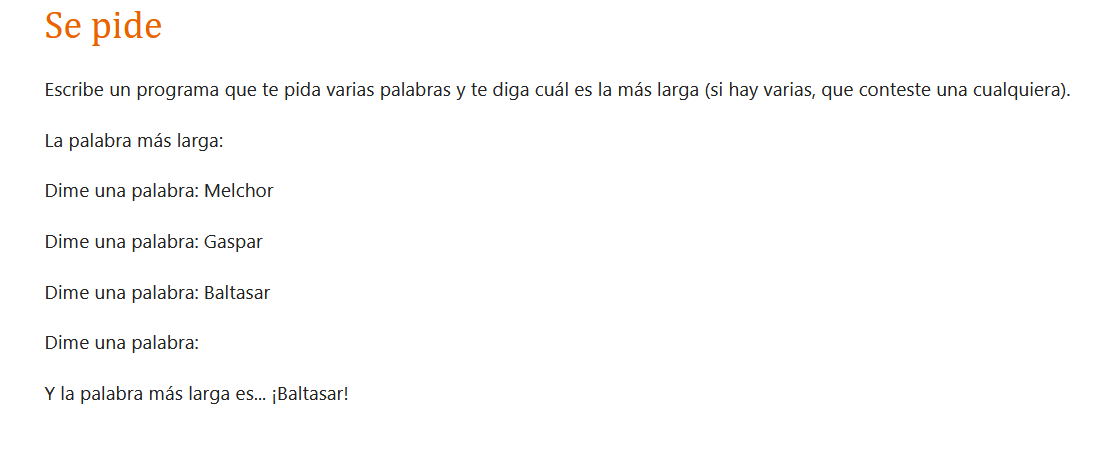 Se pide
Escribe un programa que te pida varias palabras y te diga cuál es la más larga (si hay varias, que conteste una cualquiera).
La palabra más larga:
Dime una palabra: Melchor
Dime una palabra: Gaspar
Dime una palabra: Baltasar
Dime una palabra:
Y la palabra más larga es... ¡Baltasar!